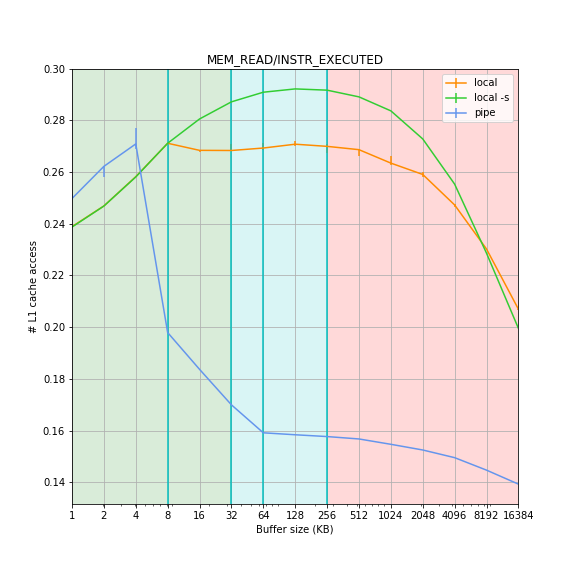 MEM_READ/INSTR_EXECUTED
0.30
0.28
0.26
0.24
0.22
0.20
0.18
0.16
0.14
# L1 cache access
local
local -s
pipe
1 2 4 8 16 32 64 128 256 512 1024 2048 4096 8192 16384
Buffer size (KB)